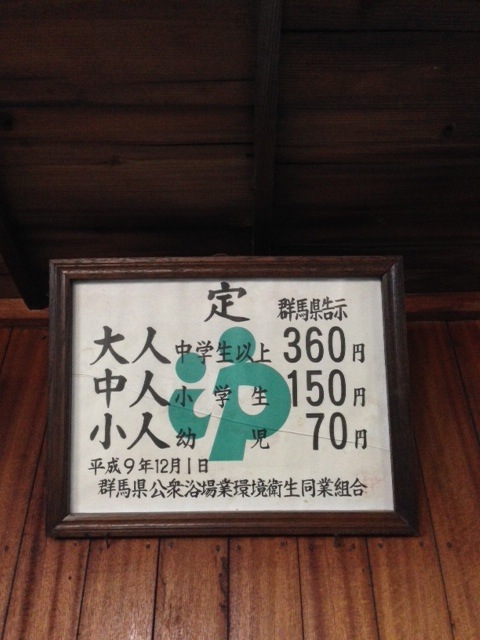 定 群馬県告示
大人 中学生以上 360円
中人 小学生 150円
小人 幼児 70円
平成9年12月1日
群馬県公衆浴場業環境衛生同業組合